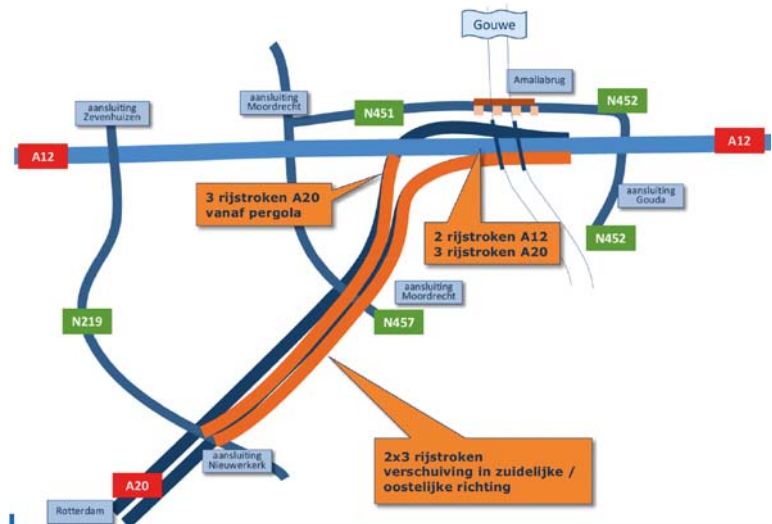 Gouwe
Amaliabrug
aansluiting
Moordrecht
aansluiting
Zevenhuizen
N451
N452
A12
A12
3 rijstroken A20
vanaf pergola
aansluiting
Gouda
2 rijstroken A12
3 rijstroken A20
N452
aansluiting
Moordrecht
N219
N457
2x3 rijstroken
verschuiving in zuidelijke /
oostelijke richting
aansluiting
Nieuwerkerk
A20
Rotterdam